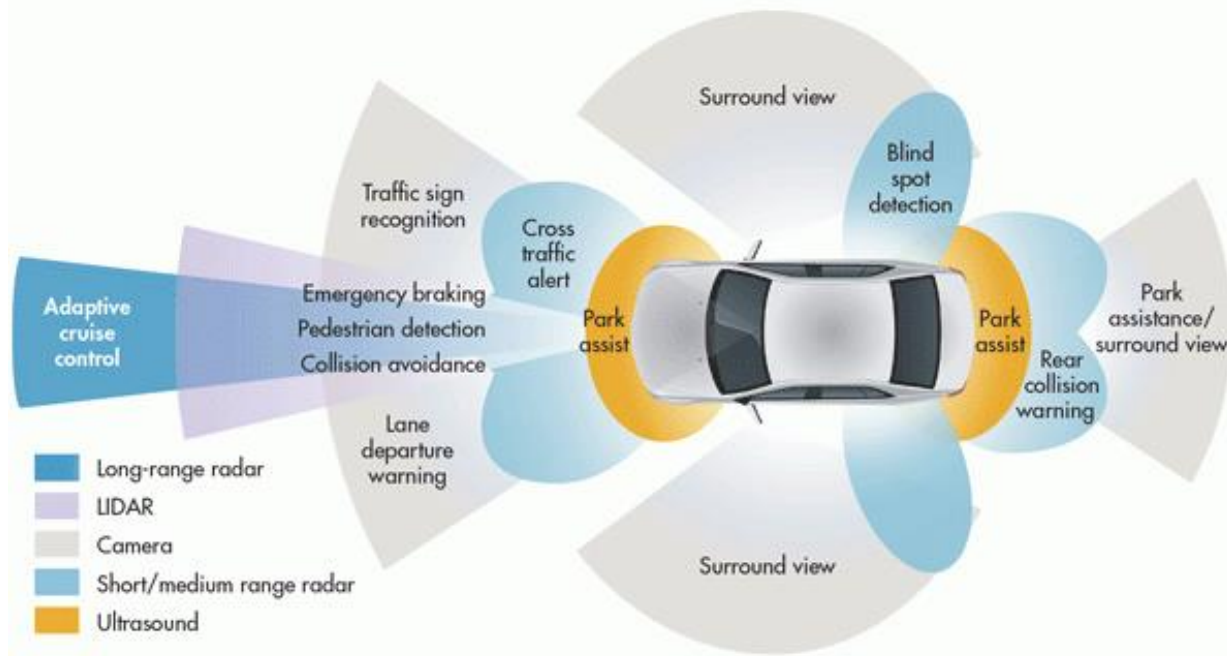 Surround view
Blind
spot
detection
Traffic sign
recognition
Cross
traffic
alert
Adaptive
cruise
control
Emergency braking
Pedestrian detection
Collision avoidance
Park
assist
Park
assist
Park
assistance/
surround view
Rear
collision
warning
Lane
departure
warning
Surround view
Long-range radar
LIDAR
Camera
Short/medium range radar
Ultrasound